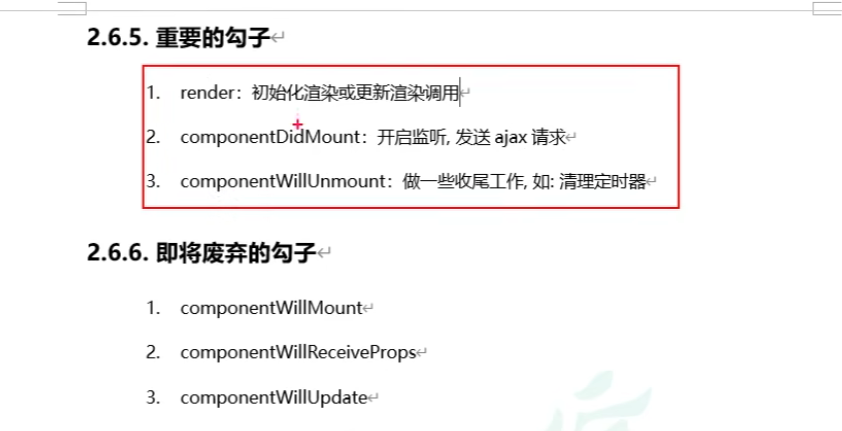 2.6.5. 重要的勾子
1. render：初始化渲染或更新渲染调用
2. componentDidMount：开启监听, 发送 ajax 请求
3. componentWillUnmount：做一些收尾工作, 如: 清理定时器
2.6.6. 即将废弃的勾子
1. componentWillMount
2. componentWillReceiveProps
3. componentWillUpdate